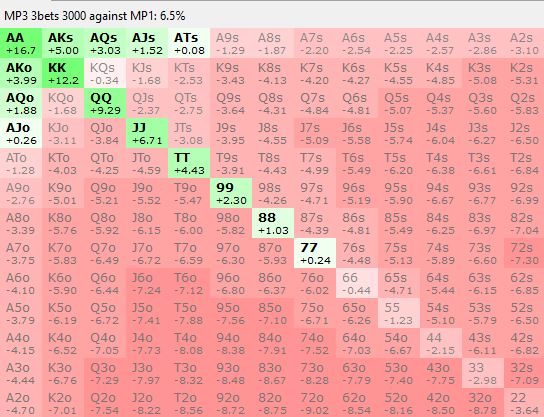 MP3 3bets 3000 against MP1: 6.5%
AA AKs AQs AJs ATs A9s A8s A7s A6s A5s A4s A3s A2s
+16.7 +5.00 +3.03 +1.52 +0.08 -1.29 -1.87 -2.20 -2.54 -2.25 -2.57 -2.86 -3.10
AKo KK KQs KJs KTs K9s K8s K7s K6s K5s K4s K3s K2s
+3.99 +12.2 -0.34 -1.68 -2.53 -3.43 -4.13 -4.20 -4.27 -4.55 -4.85 -5.08 -5.31
AQo KQo QQ QJs QTs Q9s Q8s Q7s Q6s Q5s Q4s Q3s Q2s
+1.88 -1.68 +9.29 -2.37 -2.75 -3.64 -4.31 -4.84 -4.81 -5.07 -5.37 -5.60 -5.83
AJo KJo QJo JJ JTs J9s J8s J7s J6s J5s J4s J3s J2s
+0.26 -3.11 -3.84 +6.71 -3.08 -3.95 -4.55 -5.09 -5.58 -5.74 -6.04 -6.27 -6.50
ATo KTo QTo JTo TT T9s T8s T7s T6s T5s T4s T3s T2s
-1.28 -4.03 -4.25 -4.59 +4.43 -3.91 -4.43 -4.99 -5.49 -6.20 -6.38 -6.61 -6.84
A9o K9o Q9o J9o T9o 99 98s 97s 96s 95s 94s 93s 92s
-2.76 -5.01 -5.21 -5.52 -5.47 +2.30 -4.26 -4.71 -5.19 -5.90 -6.67 -6.77 -6.99
A8o K8o Q8o J8o T8o 98o 88 87s 86s 85s 84s 83s 82s
-3.39 -5.76 -5.92 -6.15 -6.00 -5.82 +1.03 -4.39 -4.81 -5.49 -6.25 -6.97 -7.04
A7o K7o Q7o J7o T7o 97o 87o 77 76s 75s 74s 73s 72s
-3.75 -5.83 -6.49 -6.72 -6.59 -6.30 -5.93 +0.24 -4.48 -5.13 -5.89 -6.60 -7.30
A6o K6o Q6o J6o T6o 96o 86o 76o 66 65s 64s 63s 62s
-4.10 -5.90 -6.44 -7.24 -7.12 -6.80 -6.37 -6.02 -0.44 -4.71 -5.44 -6.15 -6.85
A5o K5o Q5o J5o T5o 95o 85o 75o 65o 55 54s 53s 52s
-3.79 -6.19 -6.72 -7.41 -7.88 -7.56 -7.10 -6.71 -6.26 -1.23 -5.10 -5.79 -6.50
A4o K4o Q4o J4o T4o 94o 84o 74o 64o 54o 44 43s 42s
-4.15 -6.52 -7.05 -7.73 -8.08 -8.38 -7.91 -7.52 -7.03 -6.67 -2.15 -6.11 -6.82
A3o K3o Q3o J3o T3o 93o 83o 73o 63o 53o 43o 33 32s
-4.44 -6.76 -7.29 -7.97 -8.32 -8.48 -8.67 -8.28 -7.79 -7.40 -7.75 -2.98 -7.09
A2o K2o Q2o J2o T2o 92o 82o 72o 62o 52o 42o 32o 22
-4.70 -7.01 -7.54 -8.22 -8.56 -8.72 -8.75 -9.02 -8.54 -8.16 -8.50 -8.78 -3.64